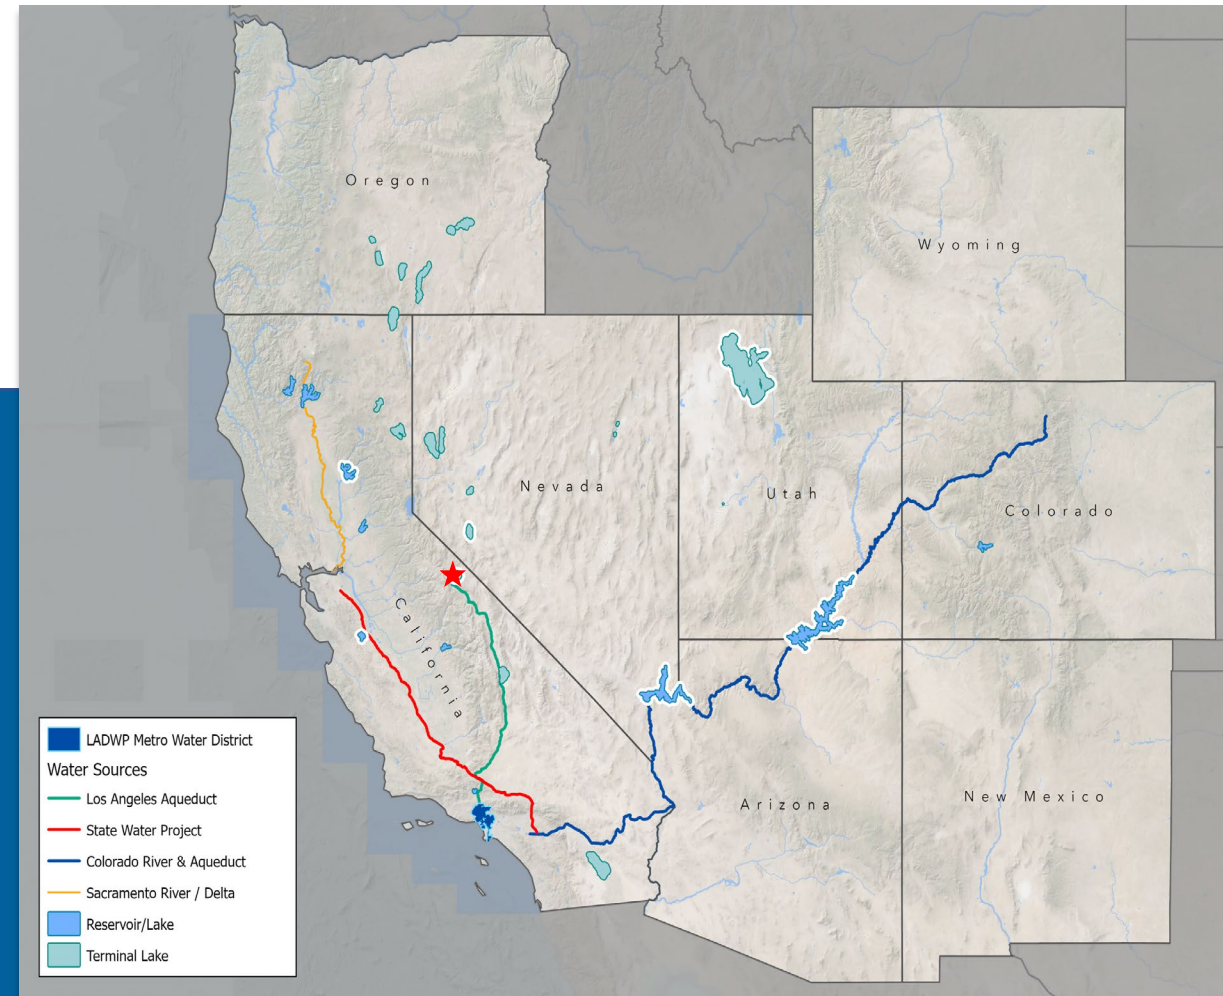 Oregon
Wyoming
Nevada
Utah
Colorado
California
Arizona
New Mexico
LADWP Metro Water District
Water Sources
Los Angeles Aqueduct
State Water Project
Colorado River & Aqueduct
Sacramento River / Delta
Reservoir/Lake
Terminal Lake